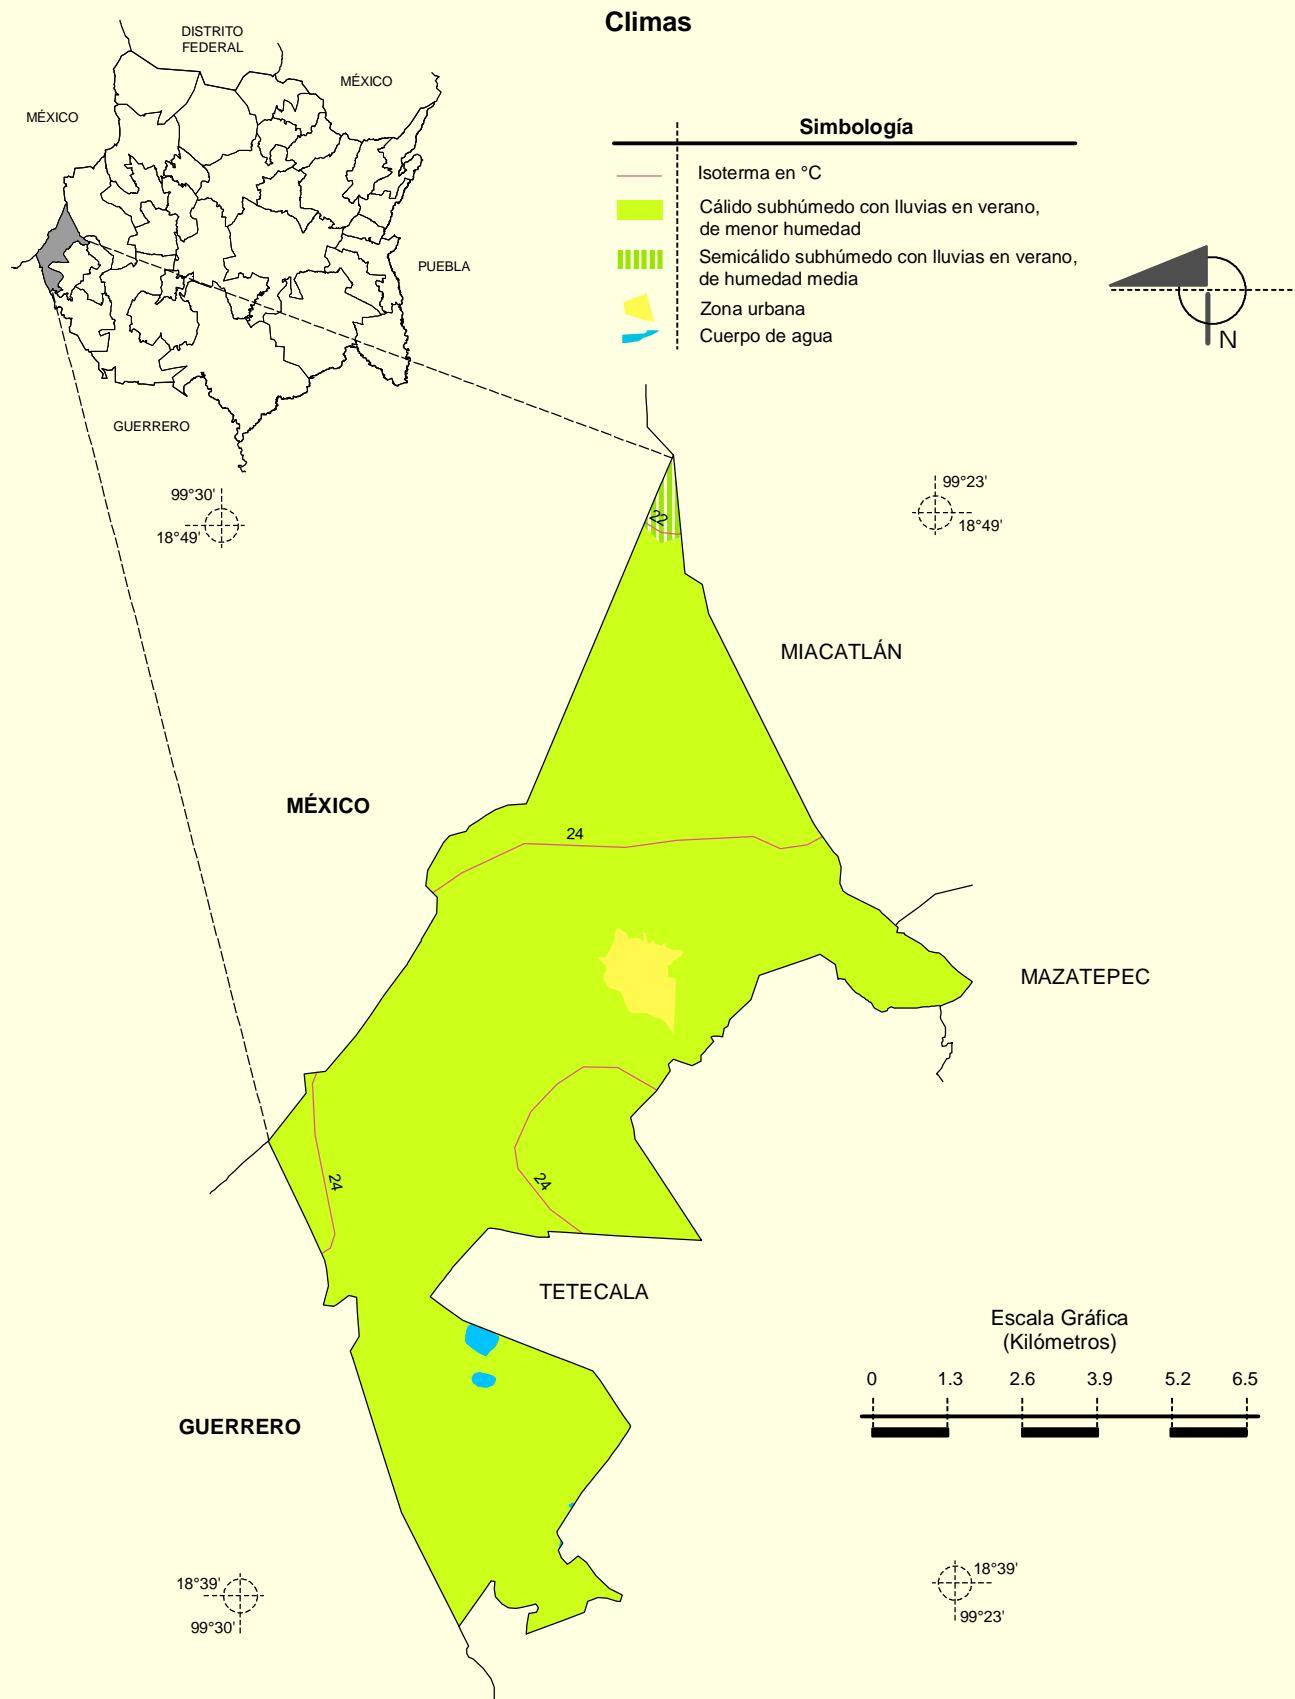 Climas
DISTRITO
FEDERAL
MÉXICO
MÉXICO
PUEBLA
GUERRERO
Simbología
Isoterma en °C
Cálido subhúmedo con lluvias en verano,
de menor humedad
Semicálido subhúmedo con lluvias en verano,
de humedad media
Zona urbana
Cuerpo de agua
N
99°30'
18°49'
99°23'
18°49'
22
MIACATLÁN
MÉXICO
24
MAZATEPEC
24
24
TETECALA
Escala Gráfica
(Kilómetros)
0 1.3 2.6 3.9 5.2 6.5
GUERRERO
18°39'
99°30'
18°39'
99°23'